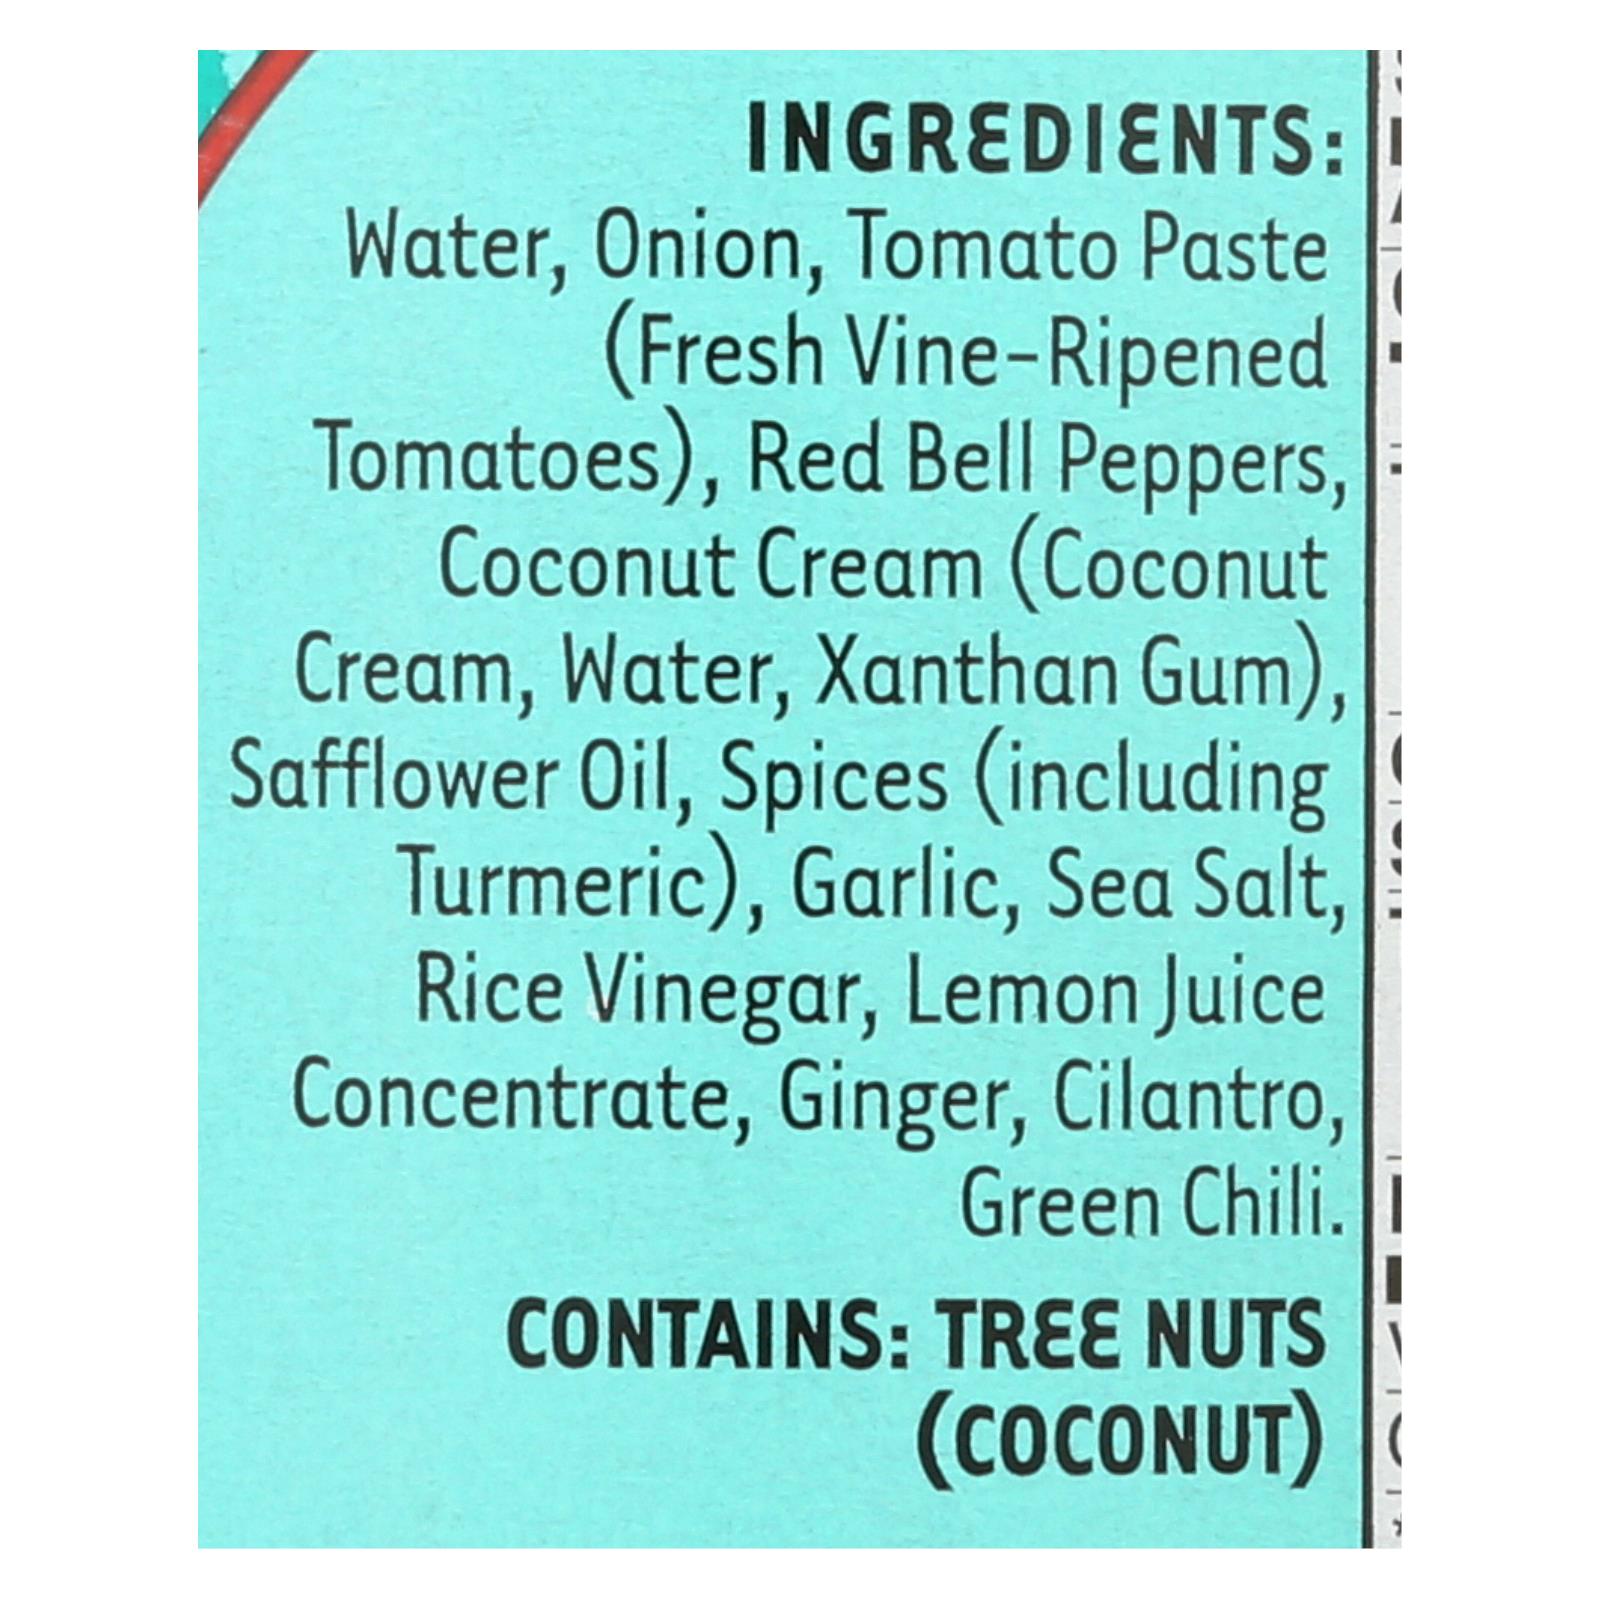 INGREDIENTS:
Water, Onion, Tomato Paste
(Fresh Vine-Ripened
Tomatoes), Red Bell Peppers,
Coconut Cream (Coconut
Cream, Water, Xanthan Gum),
Safflower Oil, Spices (including
Turmeric), Garlic, Sea Salt,
Rice Vinegar, Lemon Juice
Concentrate, Ginger, Cilantro,
Green Chili.
CONTAINS: TREE NUTS
(COCONUT)